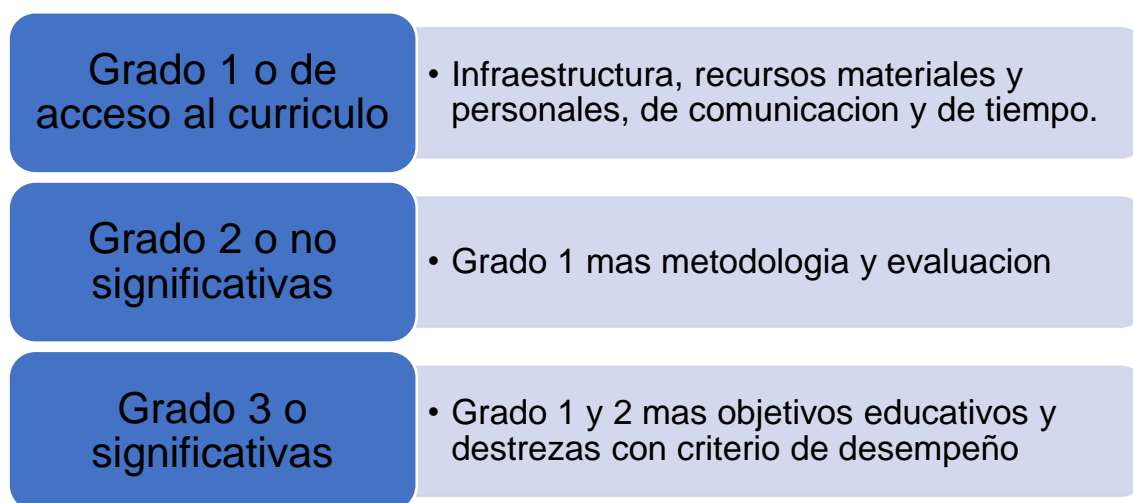 Grado 1 o de
acceso al curriculo
• Infraestructura, recursos materiales y
personales, de comunicacion y de tiempo.
Grado 2 o no
significativas
• Grado 1 mas metodologia y evaluacion
Grado 3 o
significativas
• Grado 1 y 2 mas objetivos educativos y
destrezas con criterio de desempeño